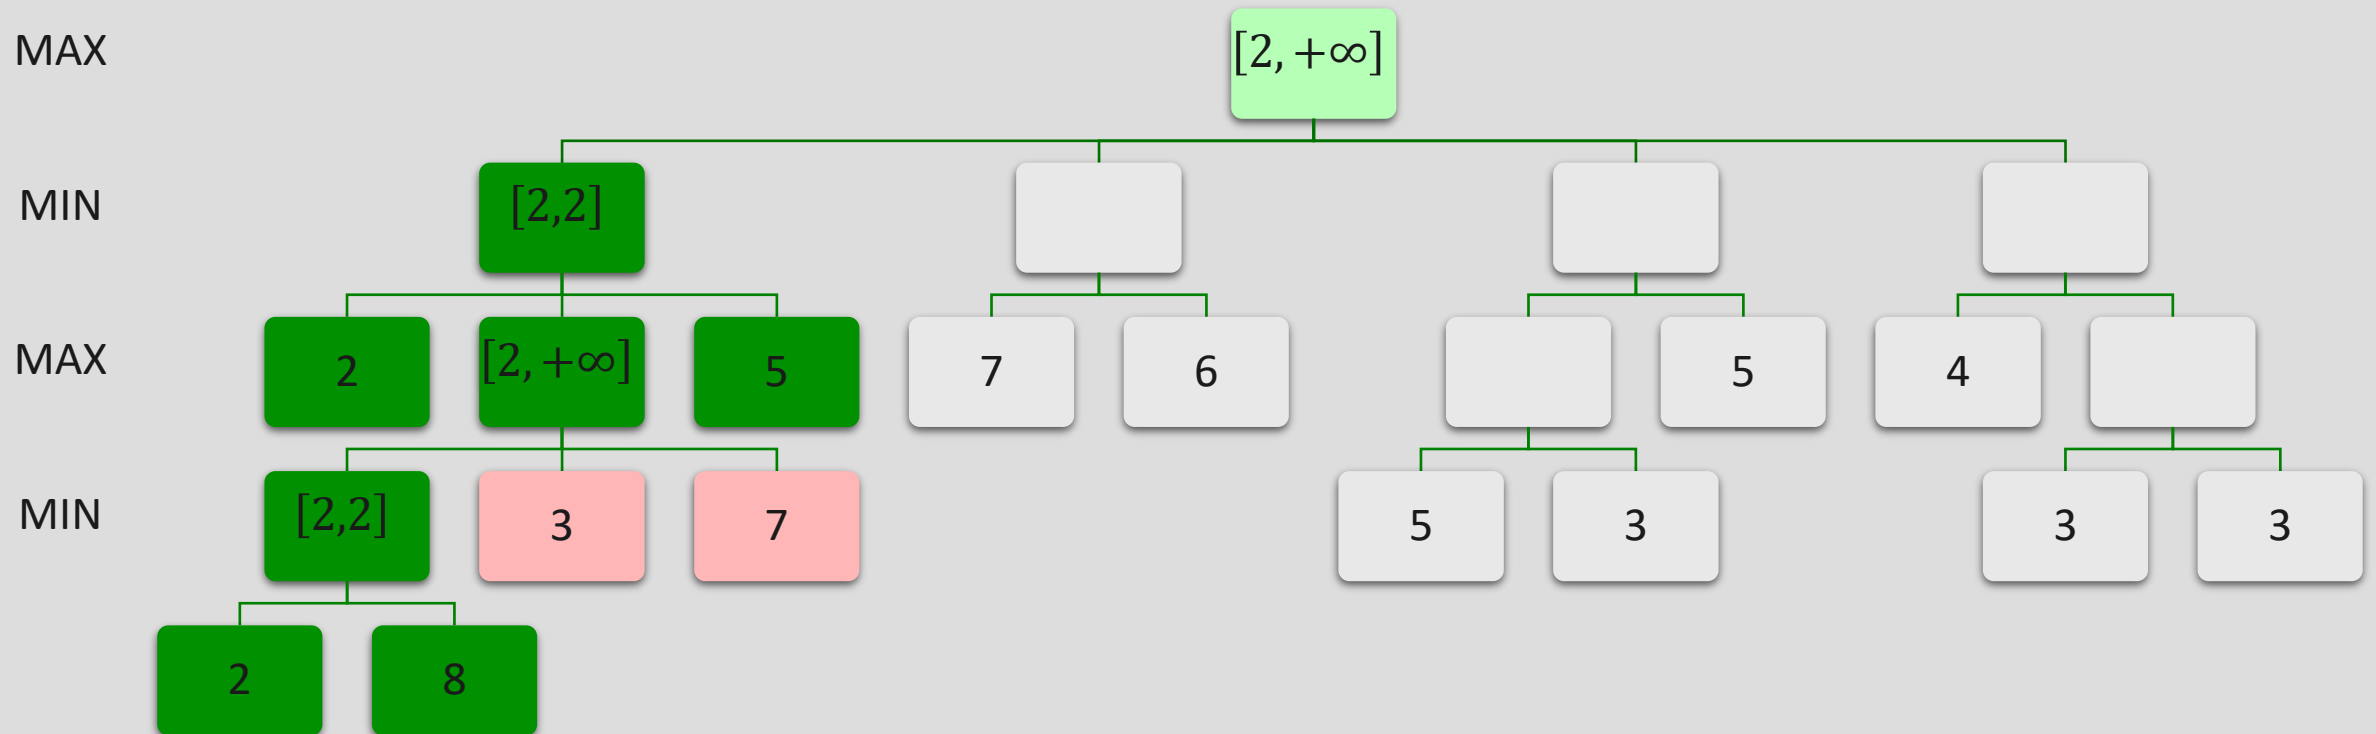 MAX [2, +∞]
MIN [2,2]
MAX 2 [2, +∞] 5 7 6 5 4
MIN [2,2] 3 7 5 3 3 3
2 8